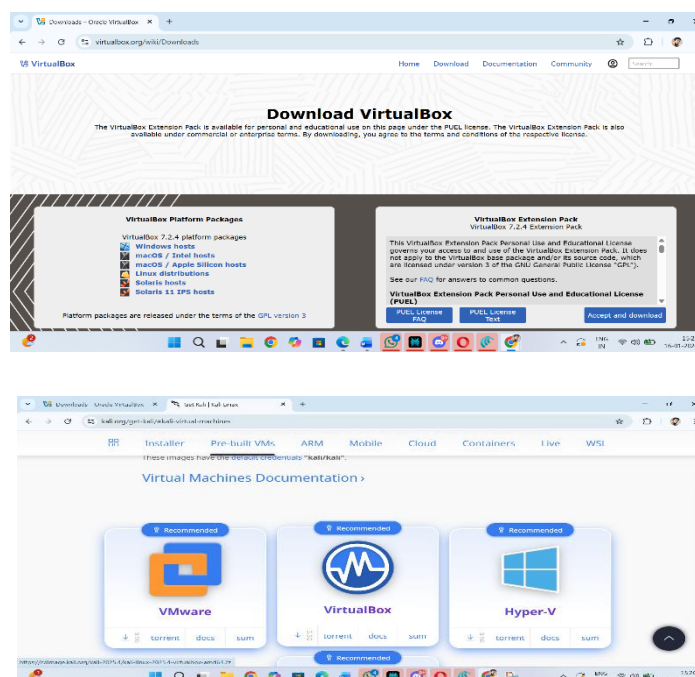 Downloads – Oracle VirtualBox
virtualbox.org/wiki/Downloads
VirtualBox
Home Download Documentation Community Search
Download VirtualBox
The VirtualBox Extension Pack is available for personal and educational use on this page under the PUEL license. The VirtualBox Extension Pack is also
available under commercial or enterprise terms. By downloading, you agree to the terms and conditions of the respective license.
VirtualBox Platform Packages
VirtualBox 7.2.4 platform packages
Windows hosts
macOS / Intel hosts
macOS / Apple Silicon hosts
Linux distributions
Solaris hosts
Solaris 11 IPS hosts
Platform packages are released under the terms of the GPL version 3
VirtualBox Extension Pack
VirtualBox 7.2.4 Extension Pack
This VirtualBox Extension Pack Personal Use and Educational License
governs your access to and use of the VirtualBox Extension Pack. It does
not apply to the VirtualBox base package and/or its source code, which
are licensed under version 3 of the GNU General Public License "GPL").
See our FAQ for answers to common questions.
VirtualBox Extension Pack Personal Use and Educational License
(PUEL)
PUEL License
FAQ
PUEL License
Text
Accept and download
ENG
IN
Downloads – Oracle VirtualBox
Get Kali | Kali Linux
kali.org/get-kali/#kali-virtual-machines
Installer Pre-built VMs ARM Mobile Cloud Containers Live WSL
These images have the default credentials "kali/kali".
Virtual Machines Documentation ›
Recommended
VMware
torrent docs sum
Recommended
VirtualBox
torrent docs sum
Recommended
Hyper-V
torrent docs sum
Recommended
ENG